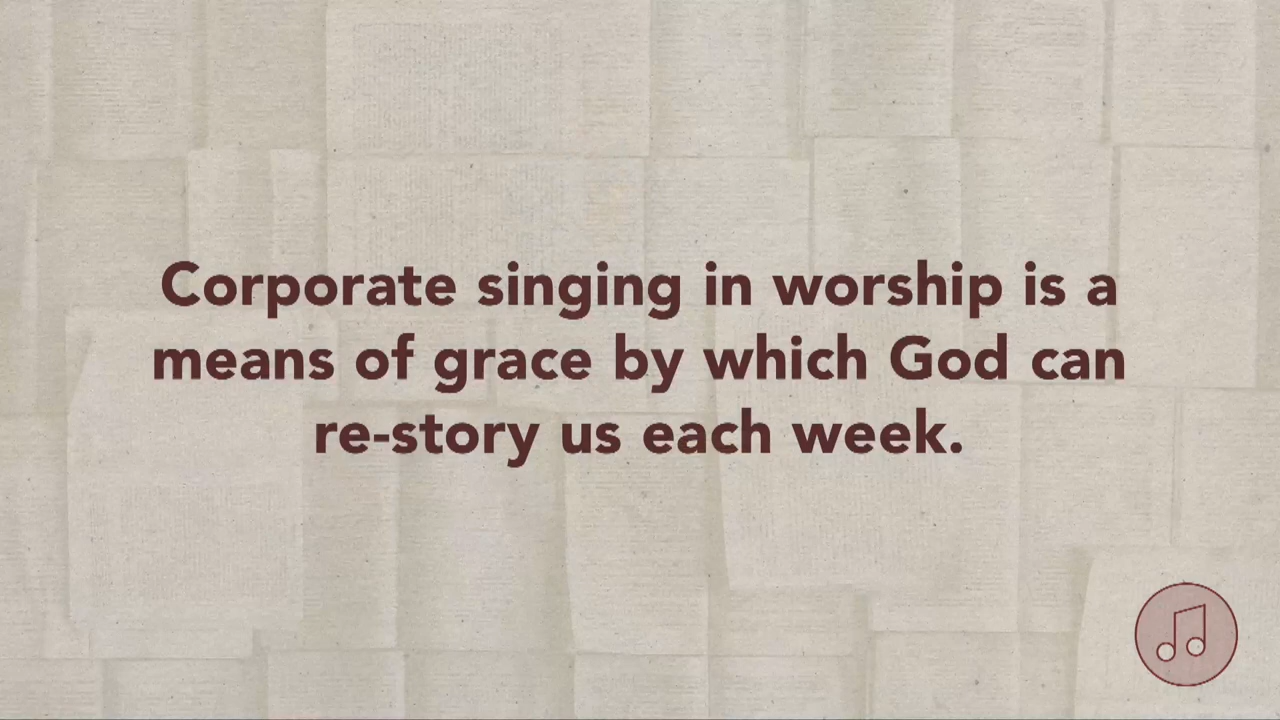 Corporate singing in worship is a
means of grace by which God can
re-story us each week.